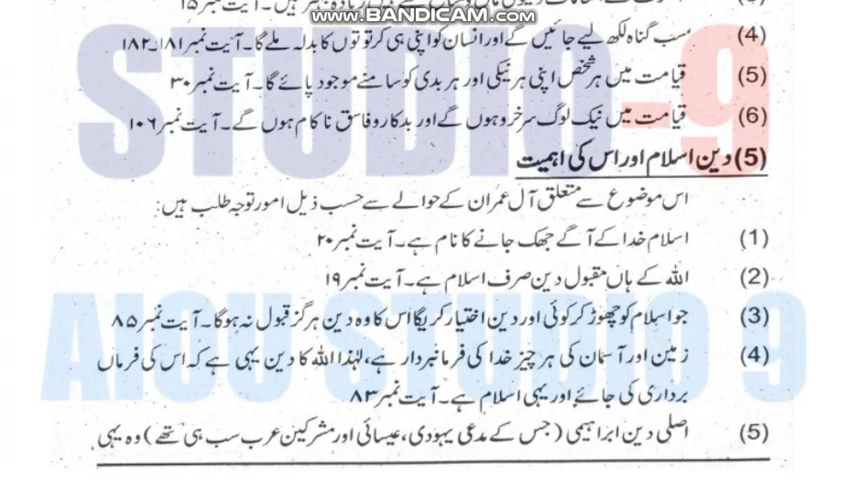 www.BANDICAM.com
آیت نمبر ۱۵
(4) سب گناہ لکھ لیے جائیں گے اور انسان کو اپنی ہی کرتوتوں کا بدلہ ملے گا۔ آیت نمبر ۱۸۱۔۱۸۲
(5) قیامت میں ہر شخص اپنی ہر نیکی اور ہر بدی کو سامنے موجود پائے گا۔ آیت نمبر ۳۰
(6) قیامت میں نیک لوگ سرخرو ہوں گے اور بدکار و فاسق ناکام ہوں گے۔ آیت نمبر ۱۰۶
STUDIO-9
(5) دین اسلام اور اس کی اہمیت
اس موضوع سے متعلق آل عمران کے حوالے سے حسب ذیل امور توجہ طلب ہیں:
(1) اسلام خدا کے آگے جھک جانے کا نام ہے۔ آیت نمبر ۲۰
(2) اللہ کے ہاں مقبول دین صرف اسلام ہے۔ آیت نمبر ۱۹
(3) جو اسلام کو چھوڑ کر کوئی اور دین اختیار کریگا اس کا وہ دین ہرگز قبول نہ ہوگا۔ آیت نمبر ۸۵
(4) زمین اور آسمان کی ہر چیز خدا کی فرمانبردار ہے، لہٰذا اللہ کا دین یہی ہے کہ اس کی فرماں
AIOU STUDIO 9
برداری کی جائے اور یہی اسلام ہے۔ آیت نمبر ۸۳
(5) اصلی دین ابراہیمی (جس کے مدعی یہودی، عیسائی اور مشرکین عرب سب ہی تھے) وہ یہی